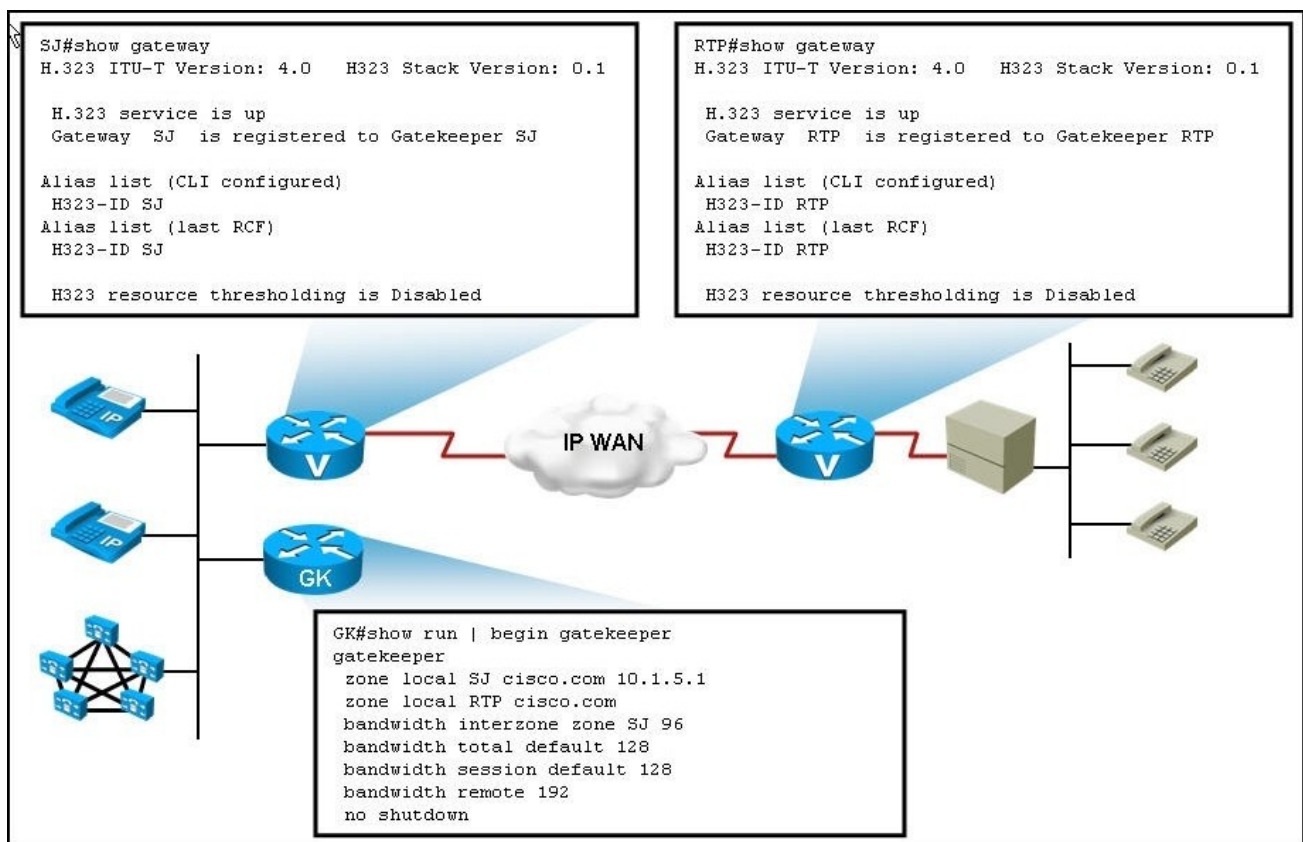 SJ#show gateway
H.323 ITU-T Version: 4.0   H323 Stack Version: 0.1
H.323 service is up
Gateway  SJ  is registered to Gatekeeper SJ
Alias list (CLI configured)
H323-ID SJ
Alias list (last RCF)
H323-ID SJ
H323 resource thresholding is Disabled
RTP#show gateway
H.323 ITU-T Version: 4.0   H323 Stack Version: 0.1
H.323 service is up
Gateway  RTP  is registered to Gatekeeper RTP
Alias list (CLI configured)
H323-ID RTP
Alias list (last RCF)
H323-ID RTP
H323 resource thresholding is Disabled
IP
V
IP WAN
V
IP
GK
GK#show run | begin gatekeeper
gatekeeper
zone local SJ cisco.com 10.1.5.1
zone local RTP cisco.com
bandwidth interzone zone SJ 96
bandwidth total default 128
bandwidth session default 128
bandwidth remote 192
no shutdown